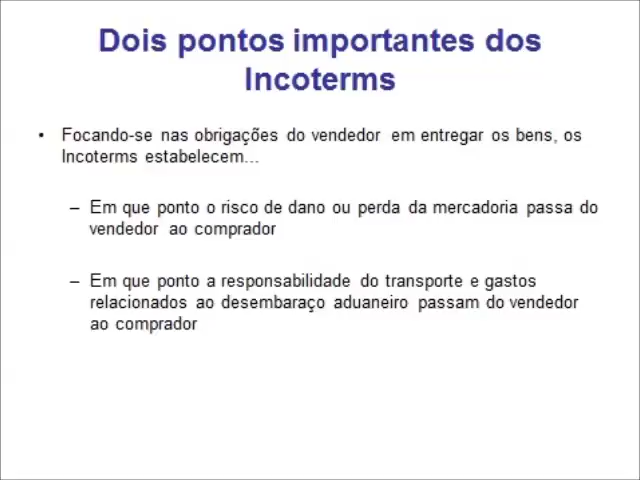 Dois pontos importantes dos
Incoterms
• Focando-se nas obrigações do vendedor em entregar os bens, os
Incoterms estabelecem...
– Em que ponto o risco de dano ou perda da mercadoria passa do
vendedor ao comprador
– Em que ponto a responsabilidade do transporte e gastos
relacionados ao desembaraço aduaneiro passam do vendedor
ao comprador